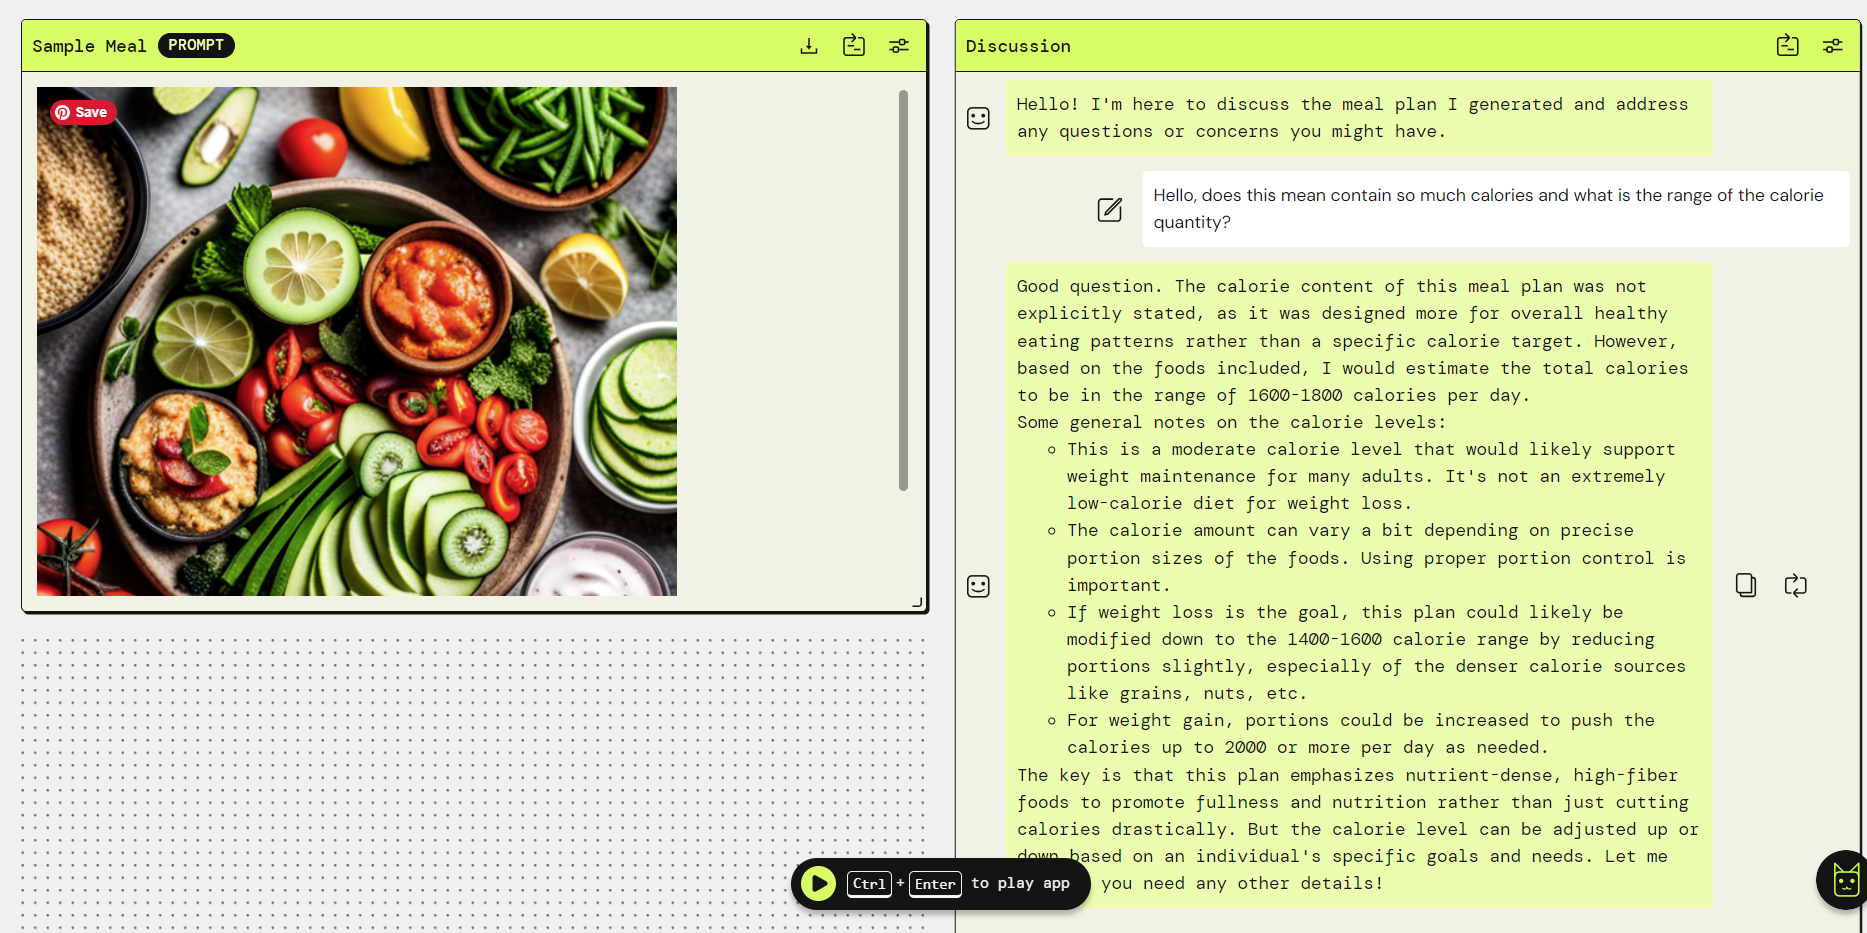 Sample Meal PROMPT
Save
Discussion
Hello! I'm here to discuss the meal plan I generated and address
any questions or concerns you might have.
Hello, does this mean contain so much calories and what is the range of the calorie
quantity?
Good question. The calorie content of this meal plan was not
explicitly stated, as it was designed more for overall healthy
eating patterns rather than a specific calorie target. However,
based on the foods included, I would estimate the total calories
to be in the range of 1600-1800 calories per day.
Some general notes on the calorie levels:
This is a moderate calorie level that would likely support
weight maintenance for many adults. It's not an extremely
low-calorie diet for weight loss.
The calorie amount can vary a bit depending on precise
portion sizes of the foods. Using proper portion control is
important.
If weight loss is the goal, this plan could likely be
modified down to the 1400-1600 calorie range by reducing
portions slightly, especially of the denser calorie sources
like grains, nuts, etc.
For weight gain, portions could be increased to push the
calories up to 2000 or more per day as needed.
The key is that this plan emphasizes nutrient-dense, high-fiber
foods to promote fullness and nutrition rather than just cutting
calories drastically. But the calorie level can be adjusted up or
down based on an individual's specific goals and needs. Let me
you need any other details!
Ctrl + Enter to play app